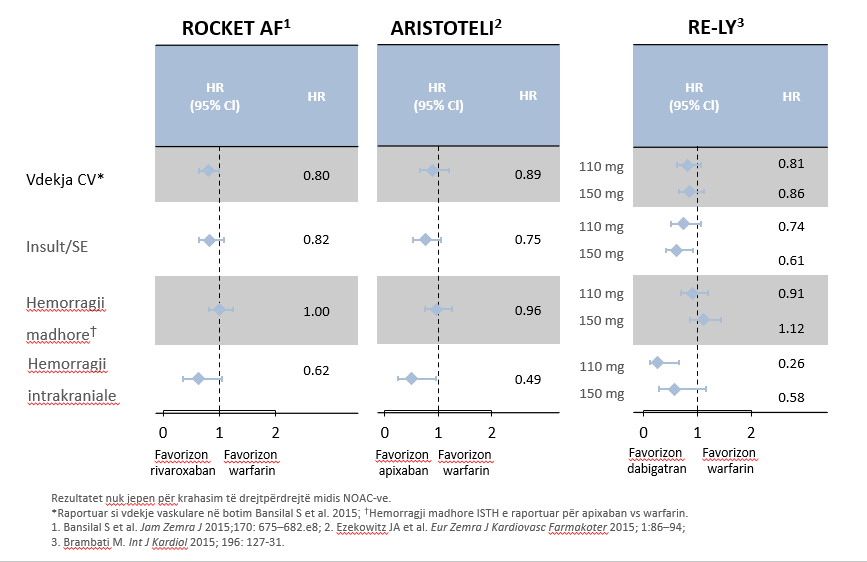 ROCKET AF¹
ARISTOTELI²
RE-LY³
HR
(95% CI)
HR
HR
(95% CI)
HR
HR
(95% CI)
HR
Vdekja CV*
0.80
0.89
110 mg
0.81
150 mg
0.86
Insult/SE
0.82
0.75
110 mg
0.74
150 mg
0.61
Hemorragji
madhore†
1.00
0.96
110 mg
0.91
150 mg
1.12
Hemorragji
intrakraniale
0.62
0.49
110 mg
0.26
150 mg
0.58
0 1 2
0 1 2
0 1 2
Favorizon
rivaroxaban
Favorizon
warfarin
Favorizon
apixaban
Favorizon
warfarin
Favorizon
dabigatran
Favorizon
warfarin
Rezultatet nuk jepen për krahasim të drejtpërdrejtë midis NOAC-ve.
*Raportuar si vdekje vaskulare në botim Bansilal S et al. 2015; †Hemorragji madhore ISTH e raportuar për apixaban vs warfarin.
1. Bansilal S et al. Jam Zemra J 2015;170: 675–682.e8; 2. Ezekowitz JA et al. Eur Zemra J Kardiovasc Farmakoter 2015; 1:86–94;
3. Brambati M. Int J Kardiol 2015; 196: 127-31.